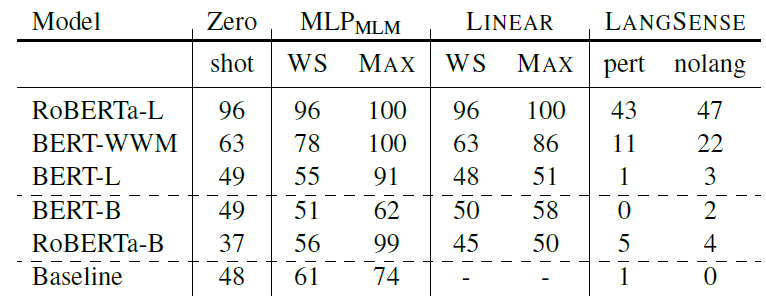 Model Zero MLP_MLM LINEAR LANGSENSE
shot WS MAX WS MAX pert nolang
RoBERTa-L 96 96 100 96 100 43 47
BERT-WWM 63 78 100 63 86 11 22
BERT-L 49 55 91 48 51 1 3
BERT-B 49 51 62 50 58 0 2
RoBERTa-B 37 56 99 45 50 5 4
Baseline 48 61 74 - - 1 0